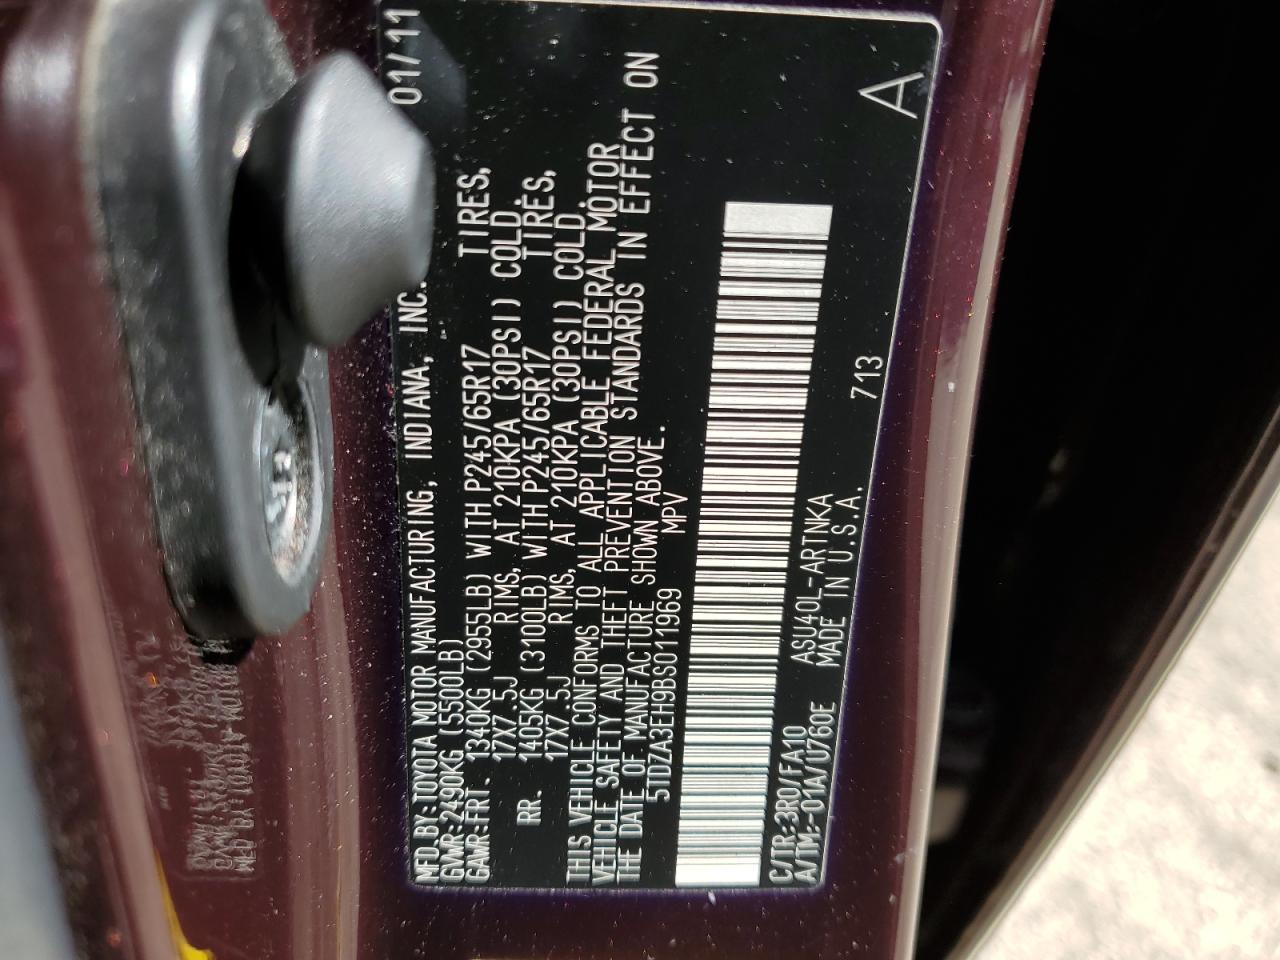 MFD.BY:TOYOTA MOTOR MANUFACTURING, INDIANA, INC. 01/11
GVWR:2490KG (5500LB)
GAWR:FRT. 1340KG (2955LB) WITH P245/65R17 TIRES,
17X7.5J RIMS, AT 210KPA (30PSI) COLD.
RR. 1405KG (3100LB) WITH P245/65R17 TIRES,
17X7.5J RIMS, AT 210KPA (30PSI) COLD.
THIS VEHICLE CONFORMS TO ALL APPLICABLE FEDERAL MOTOR
VEHICLE SAFETY AND THEFT PREVENTION STANDARDS IN EFFECT ON
THE DATE OF MANUFACTURE SHOWN ABOVE.
5TDZA3EH9BS011969 MPV
C/TR:3R0/FA10 ASU40L-ARTNKA
A/TM:-01A/U760E MADE IN U.S.A. 713
A